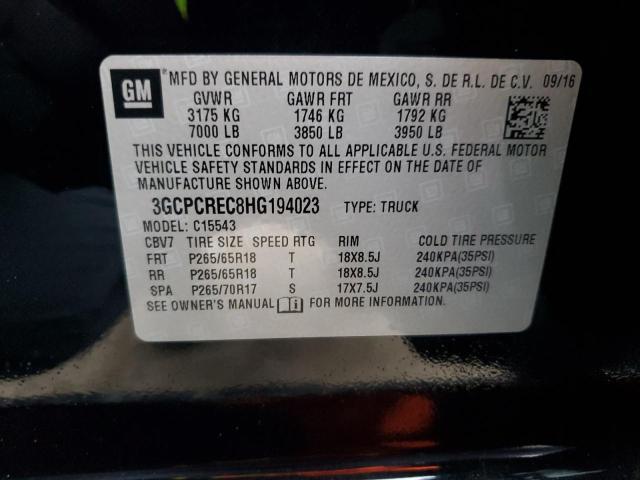 GM MFD BY GENERAL MOTORS DE MEXICO, S. DE R.L. DE C.V. 09/16
GVWR GAWR FRT GAWR RR
3175 KG 1746 KG 1792 KG
7000 LB 3850 LB 3950 LB
THIS VEHICLE CONFORMS TO ALL APPLICABLE U.S. FEDERAL MOTOR
VEHICLE SAFETY STANDARDS IN EFFECT ON THE DATE OF
MANUFACTURE SHOWN ABOVE.
3GCPCREC8HG194023 TYPE: TRUCK
MODEL: C15543
CBV7 TIRE SIZE SPEED RTG RIM COLD TIRE PRESSURE
FRT P265/65R18 T 18X8.5J 240KPA(35PSI)
RR P265/65R18 T 18X8.5J 240KPA(35PSI)
SPA P265/70R17 S 17X7.5J 240KPA(35PSI)
SEE OWNER'S MANUAL FOR MORE INFORMATION.